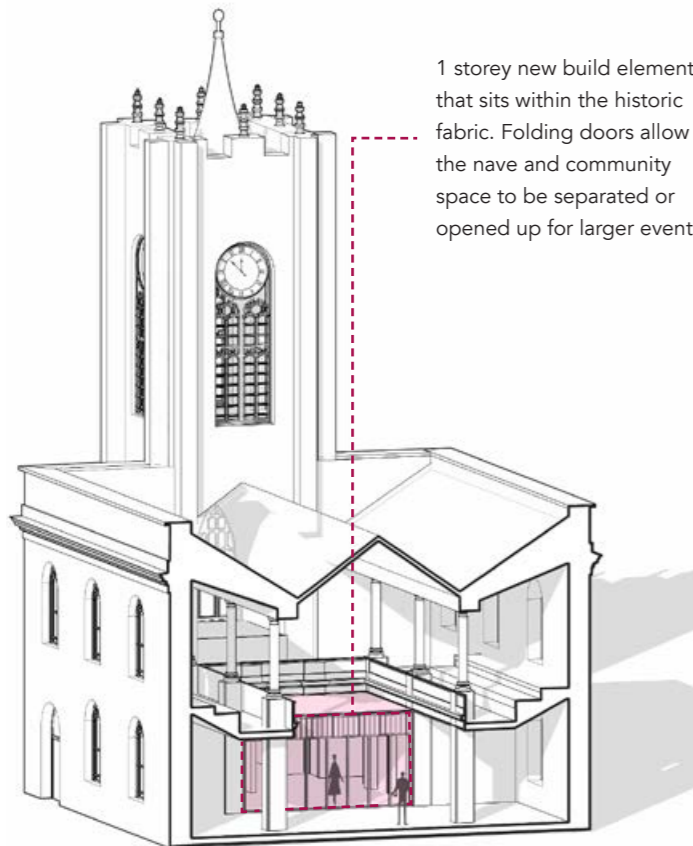 1 storey new build element
that sits within the historic
fabric. Folding doors allow
the nave and community
space to be separated or
opened up for larger event